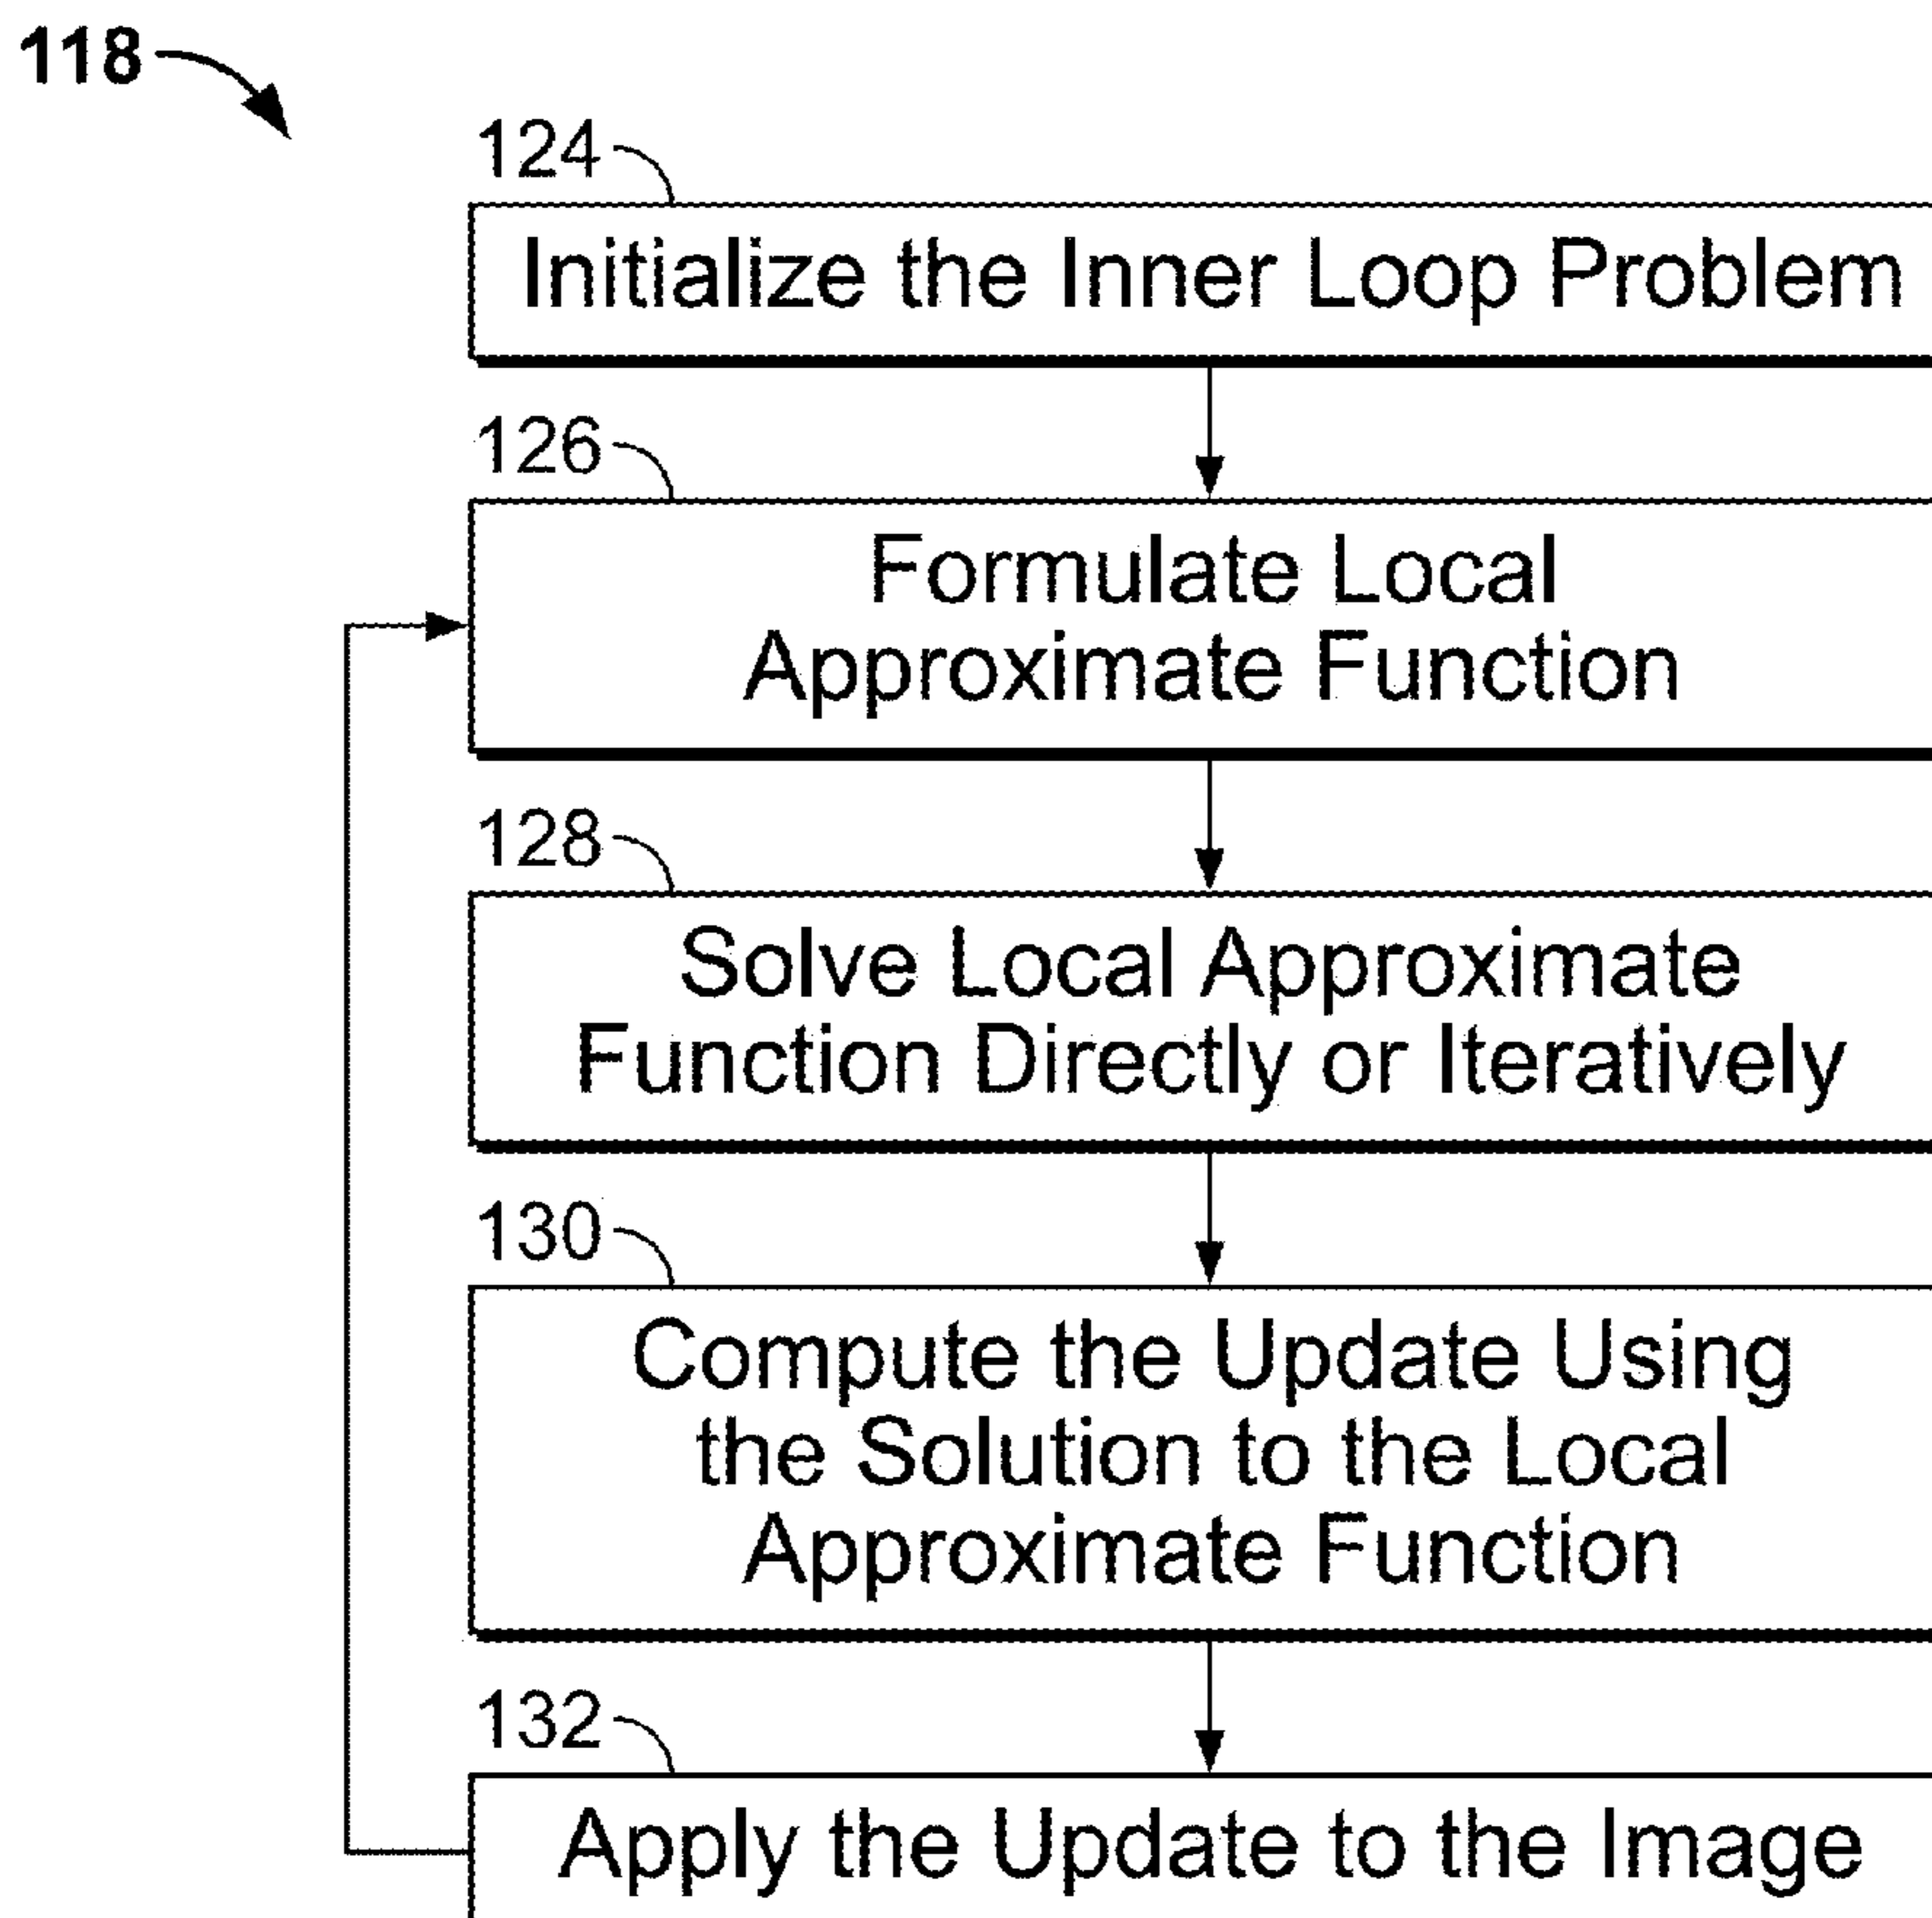 118
124
Initialize the Inner Loop Problem
126
Formulate Local
Approximate Function
128
Solve Local Approximate
Function Directly or Iteratively
130
Compute the Update Using
the Solution to the Local
Approximate Function
132
Apply the Update to the Image